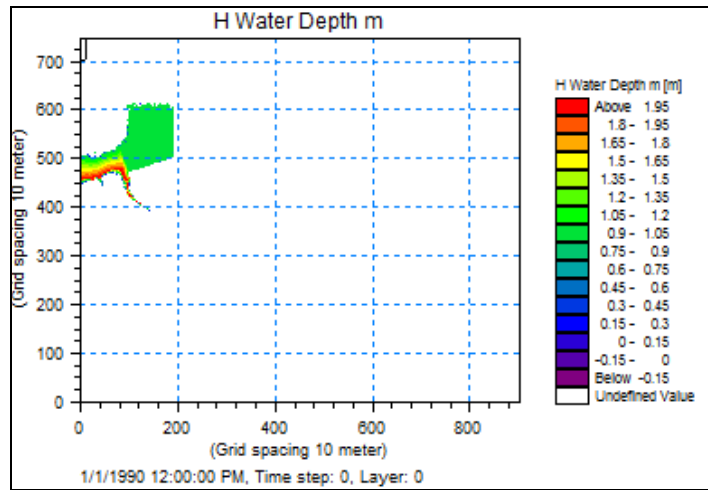 H Water Depth m
700
600
500
400
300
200
100
0
(Grid spacing 10 meter)
0 200 400 600 800
(Grid spacing 10 meter)
1/1/1990 12:00:00 PM, Time step: 0, Layer: 0
H Water Depth m [m]
Above 1.95
1.8 - 1.95
1.65 - 1.8
1.5 - 1.65
1.35 - 1.5
1.2 - 1.35
1.05 - 1.2
0.9 - 1.05
0.75 - 0.9
0.6 - 0.75
0.45 - 0.6
0.3 - 0.45
0.15 - 0.3
0 - 0.15
-0.15 - 0
Below -0.15
Undefined Value